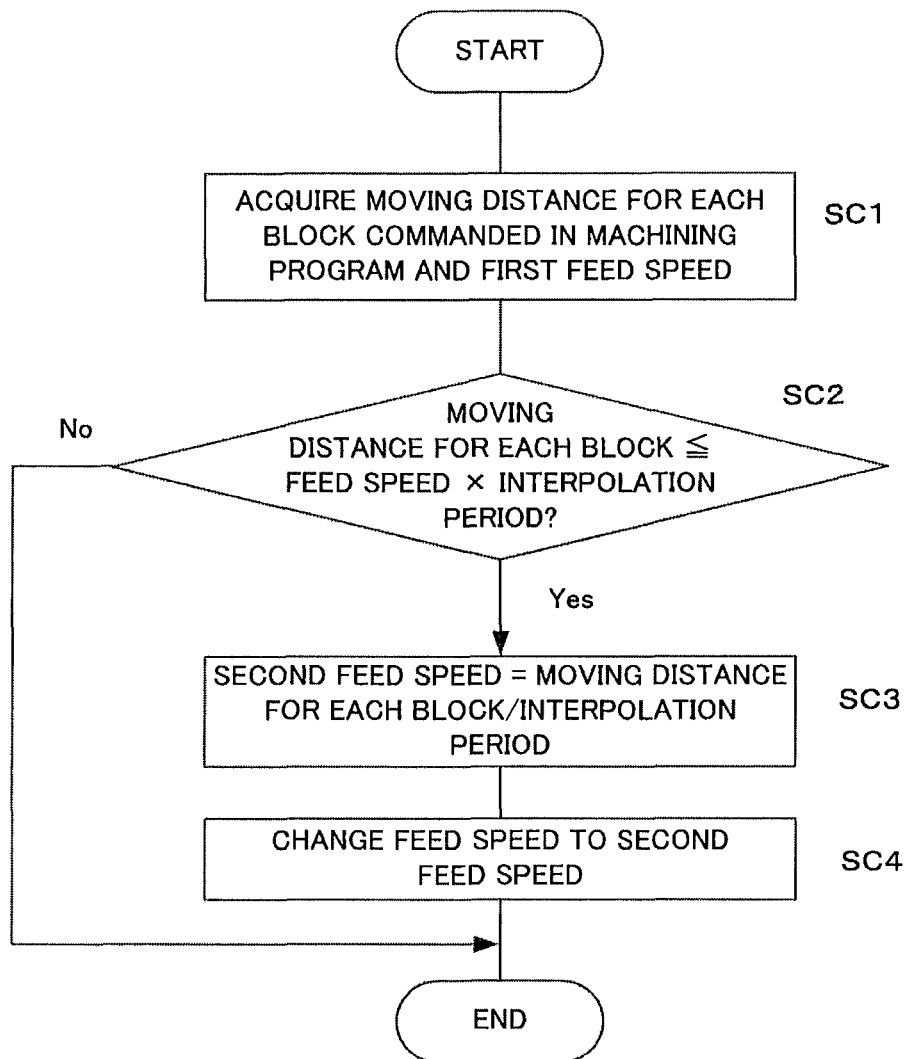 START
ACQUIRE MOVING DISTANCE FOR EACH
BLOCK COMMANDED IN MACHINING
PROGRAM AND FIRST FEED SPEED
SC1
SC2
MOVING
DISTANCE FOR EACH BLOCK ≦
FEED SPEED × INTERPOLATION
PERIOD?
No
Yes
SECOND FEED SPEED = MOVING DISTANCE
FOR EACH BLOCK/INTERPOLATION
PERIOD
SC3
CHANGE FEED SPEED TO SECOND
FEED SPEED
SC4
END